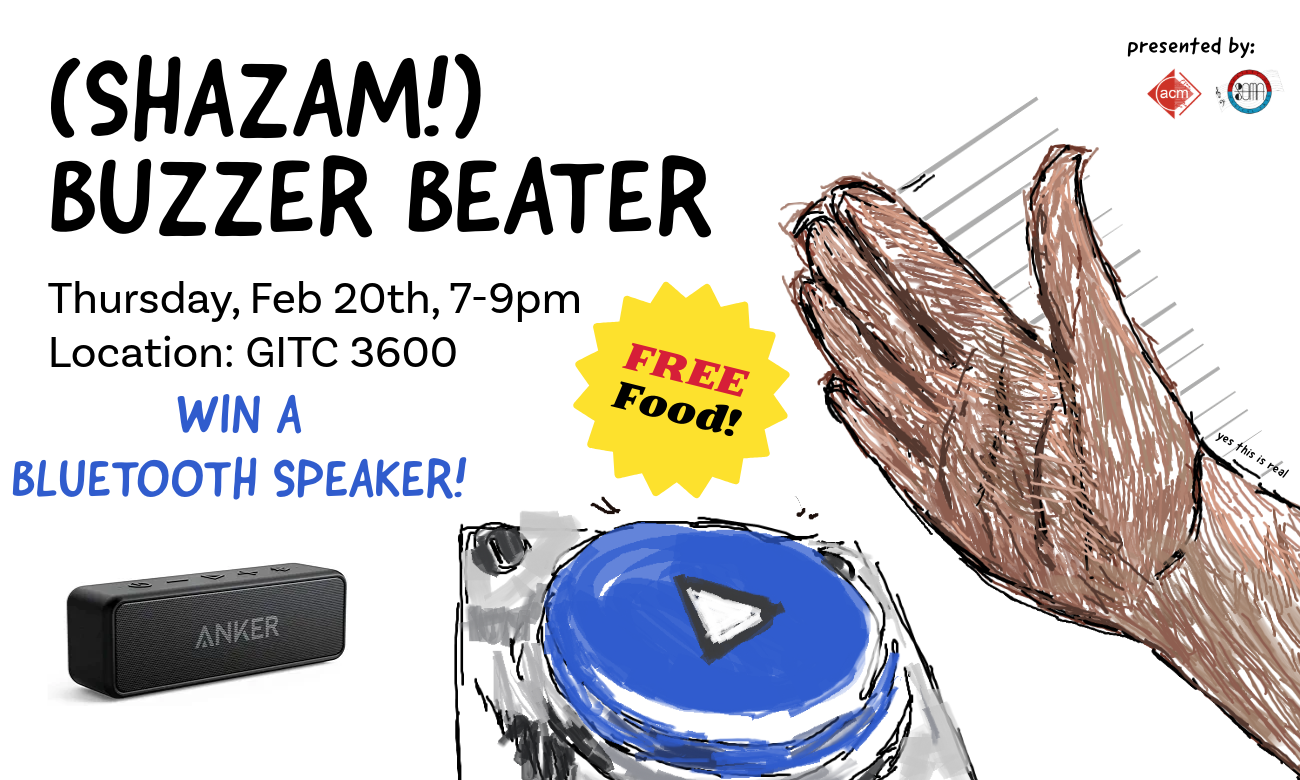 (SHAZAM!)
BUZZER BEATER
presented by:
acm
GAMA
Thursday, Feb 20th, 7-9pm
Location: GITC 3600
FREE
Food!
WIN A
BLUETOOTH SPEAKER!
yes this is real
ANKER